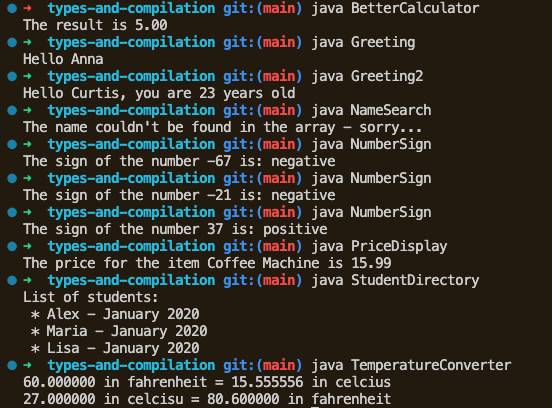 ➜ types-and-compilation git:(main) java BetterCalculator
The result is 5.00
➜ types-and-compilation git:(main) java Greeting
Hello Anna
➜ types-and-compilation git:(main) java Greeting2
Hello Curtis, you are 23 years old
➜ types-and-compilation git:(main) java NameSearch
The name couldn't be found in the array – sorry...
➜ types-and-compilation git:(main) java NumberSign
The sign of the number -67 is: negative
➜ types-and-compilation git:(main) java NumberSign
The sign of the number -21 is: negative
➜ types-and-compilation git:(main) java NumberSign
The sign of the number 37 is: positive
➜ types-and-compilation git:(main) java PriceDisplay
The price for the item Coffee Machine is 15.99
➜ types-and-compilation git:(main) java StudentDirectory
List of students:
* Alex – January 2020
* Maria – January 2020
* Lisa – January 2020
➜ types-and-compilation git:(main) java TemperatureConverter
60.000000 in fahrenheit = 15.555556 in celcius
27.000000 in celcisu = 80.600000 in fahrenheit